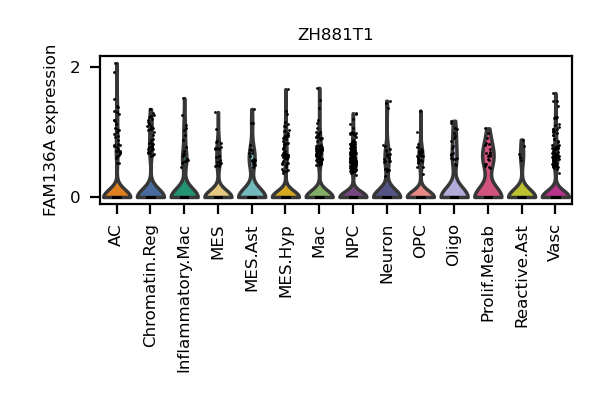 ZH881T1
FAM136A expression
2
0
AC
Chromatin.Reg
Inflammatory.Mac
MES
MES.Ast
MES.Hyp
Mac
NPC
Neuron
OPC
Oligo
Prolif.Metab
Reactive.Ast
Vasc